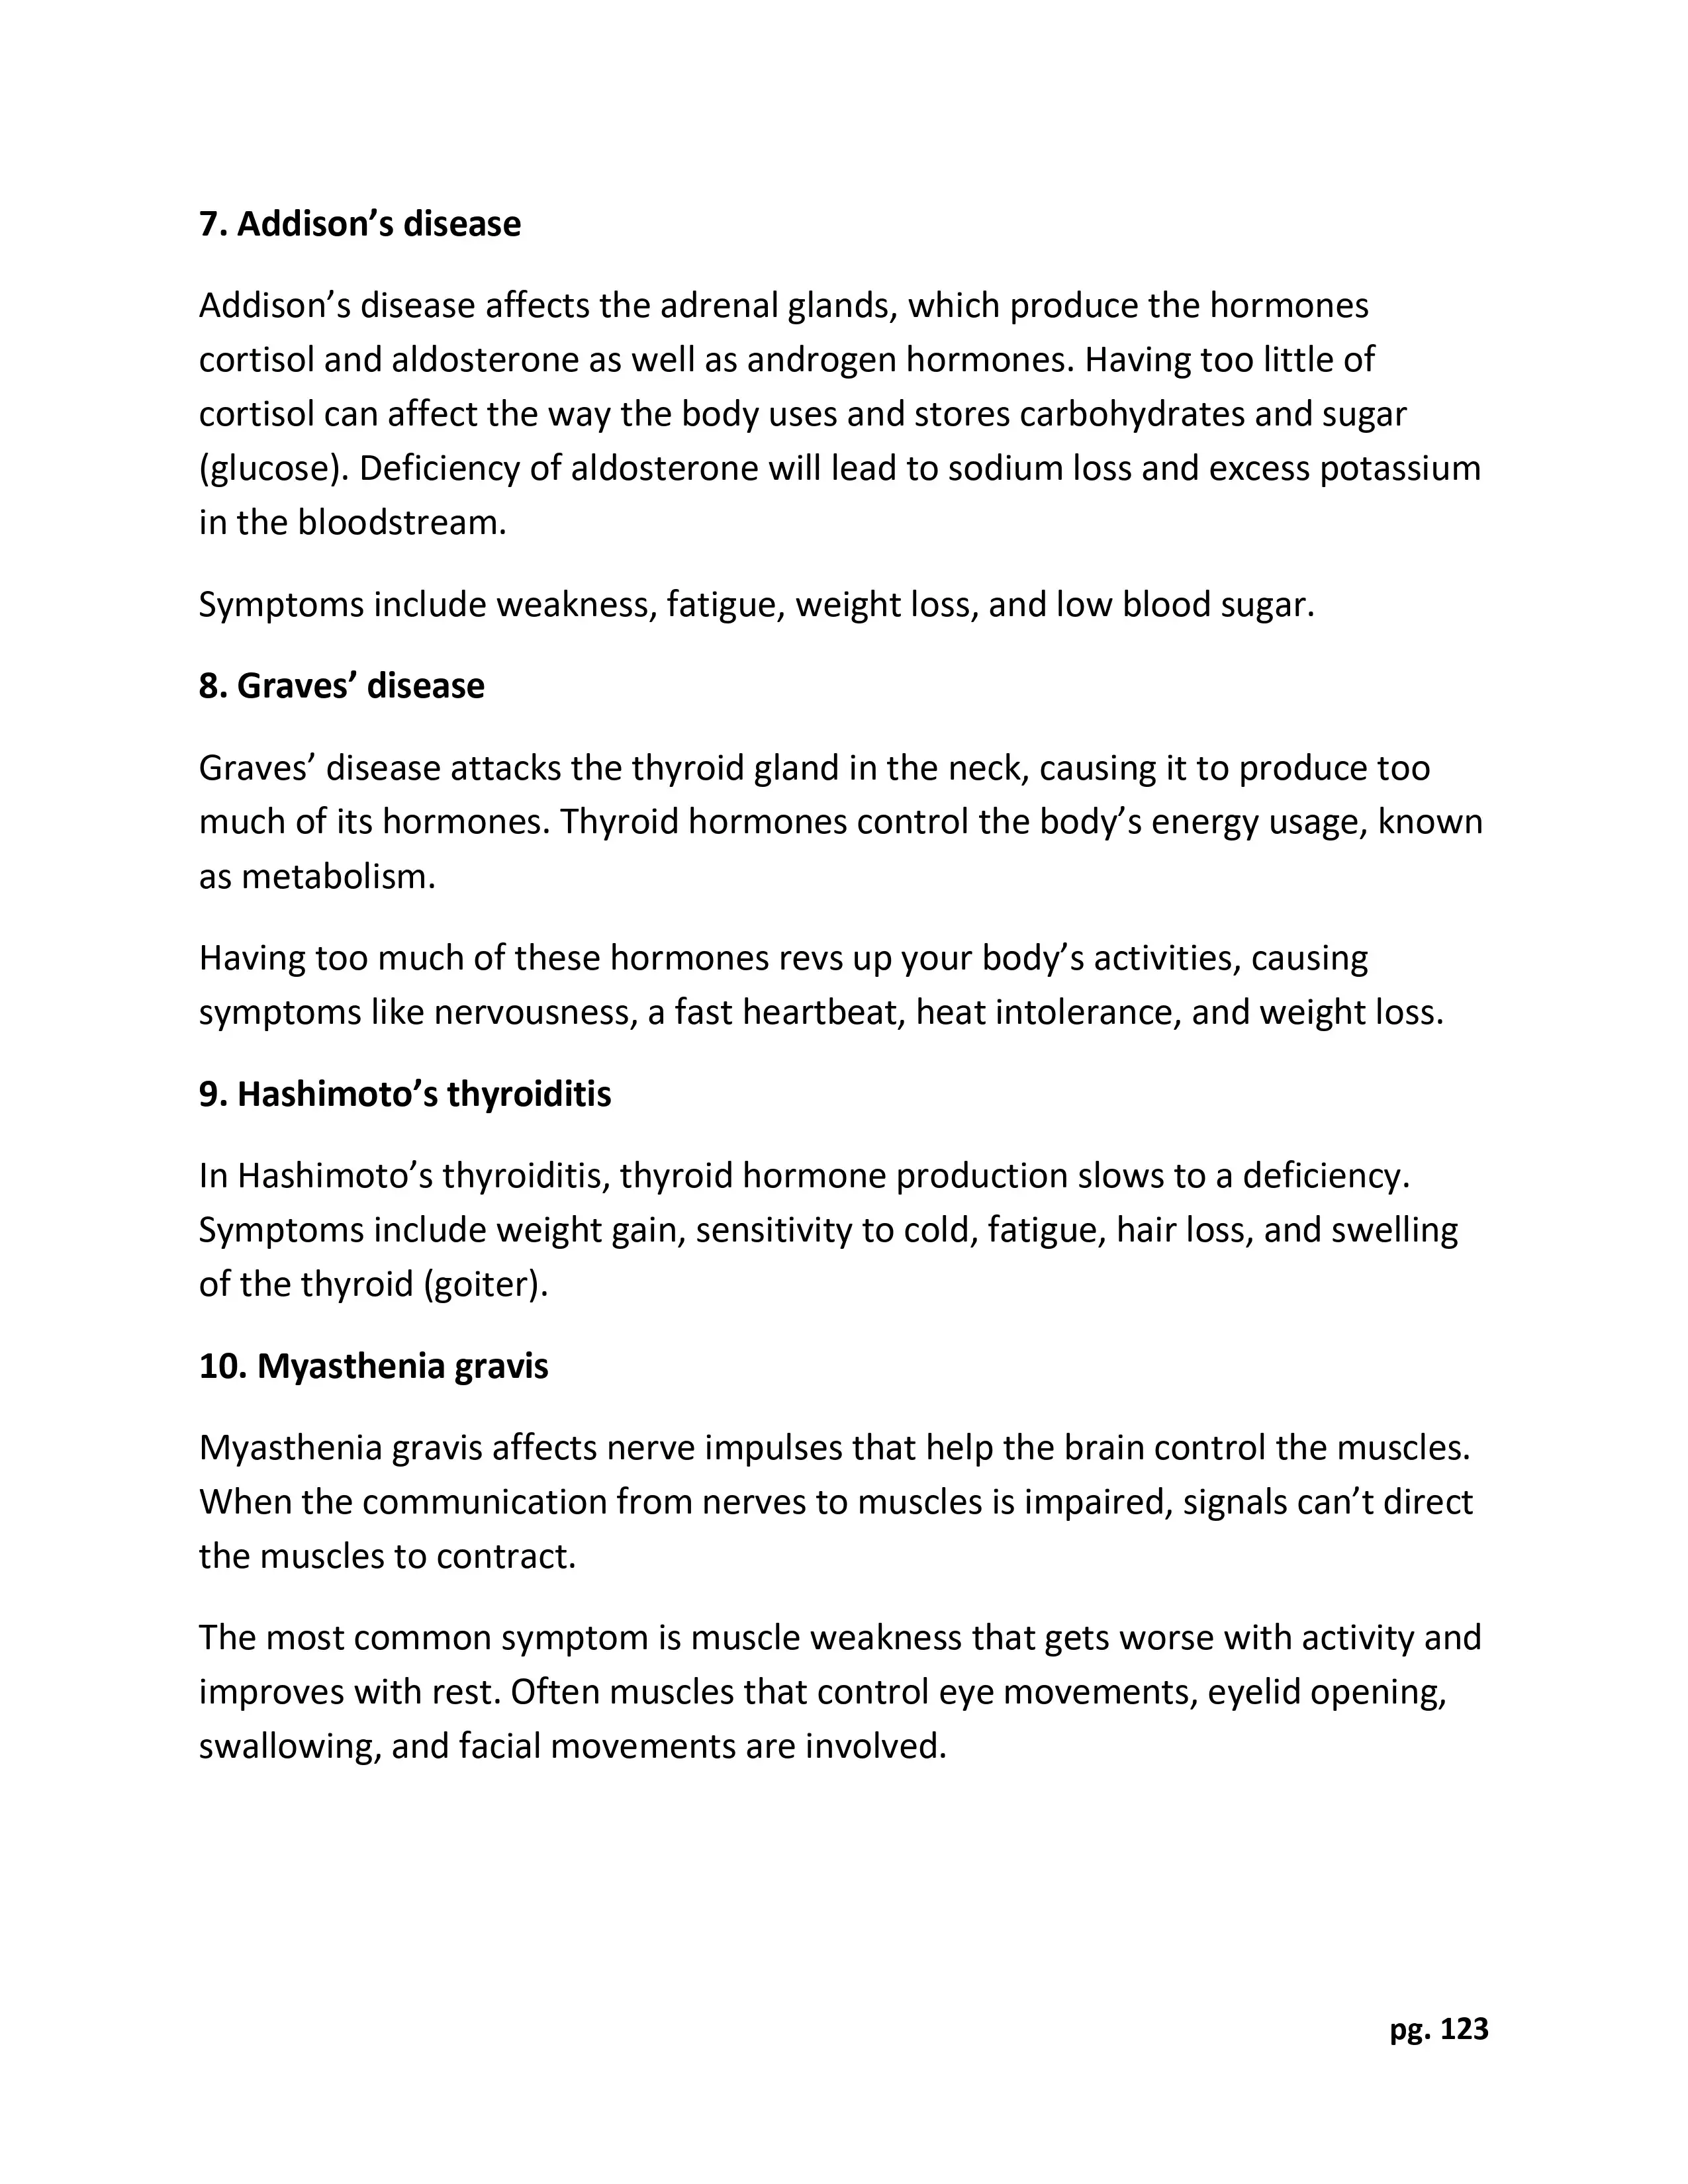 7. Addison’s disease
Addison’s disease affects the adrenal glands, which produce the hormones
cortisol and aldosterone as well as androgen hormones. Having too little of
cortisol can affect the way the body uses and stores carbohydrates and sugar
(glucose). Deficiency of aldosterone will lead to sodium loss and excess potassium
in the bloodstream.
Symptoms include weakness, fatigue, weight loss, and low blood sugar.
8. Graves’ disease
Graves’ disease attacks the thyroid gland in the neck, causing it to produce too
much of its hormones. Thyroid hormones control the body’s energy usage, known
as metabolism.
Having too much of these hormones revs up your body’s activities, causing
symptoms like nervousness, a fast heartbeat, heat intolerance, and weight loss.
9. Hashimoto’s thyroiditis
In Hashimoto’s thyroiditis, thyroid hormone production slows to a deficiency.
Symptoms include weight gain, sensitivity to cold, fatigue, hair loss, and swelling
of the thyroid (goiter).
10. Myasthenia gravis
Myasthenia gravis affects nerve impulses that help the brain control the muscles.
When the communication from nerves to muscles is impaired, signals can’t direct
the muscles to contract.
The most common symptom is muscle weakness that gets worse with activity and
improves with rest. Often muscles that control eye movements, eyelid opening,
swallowing, and facial movements are involved.
pg. 123